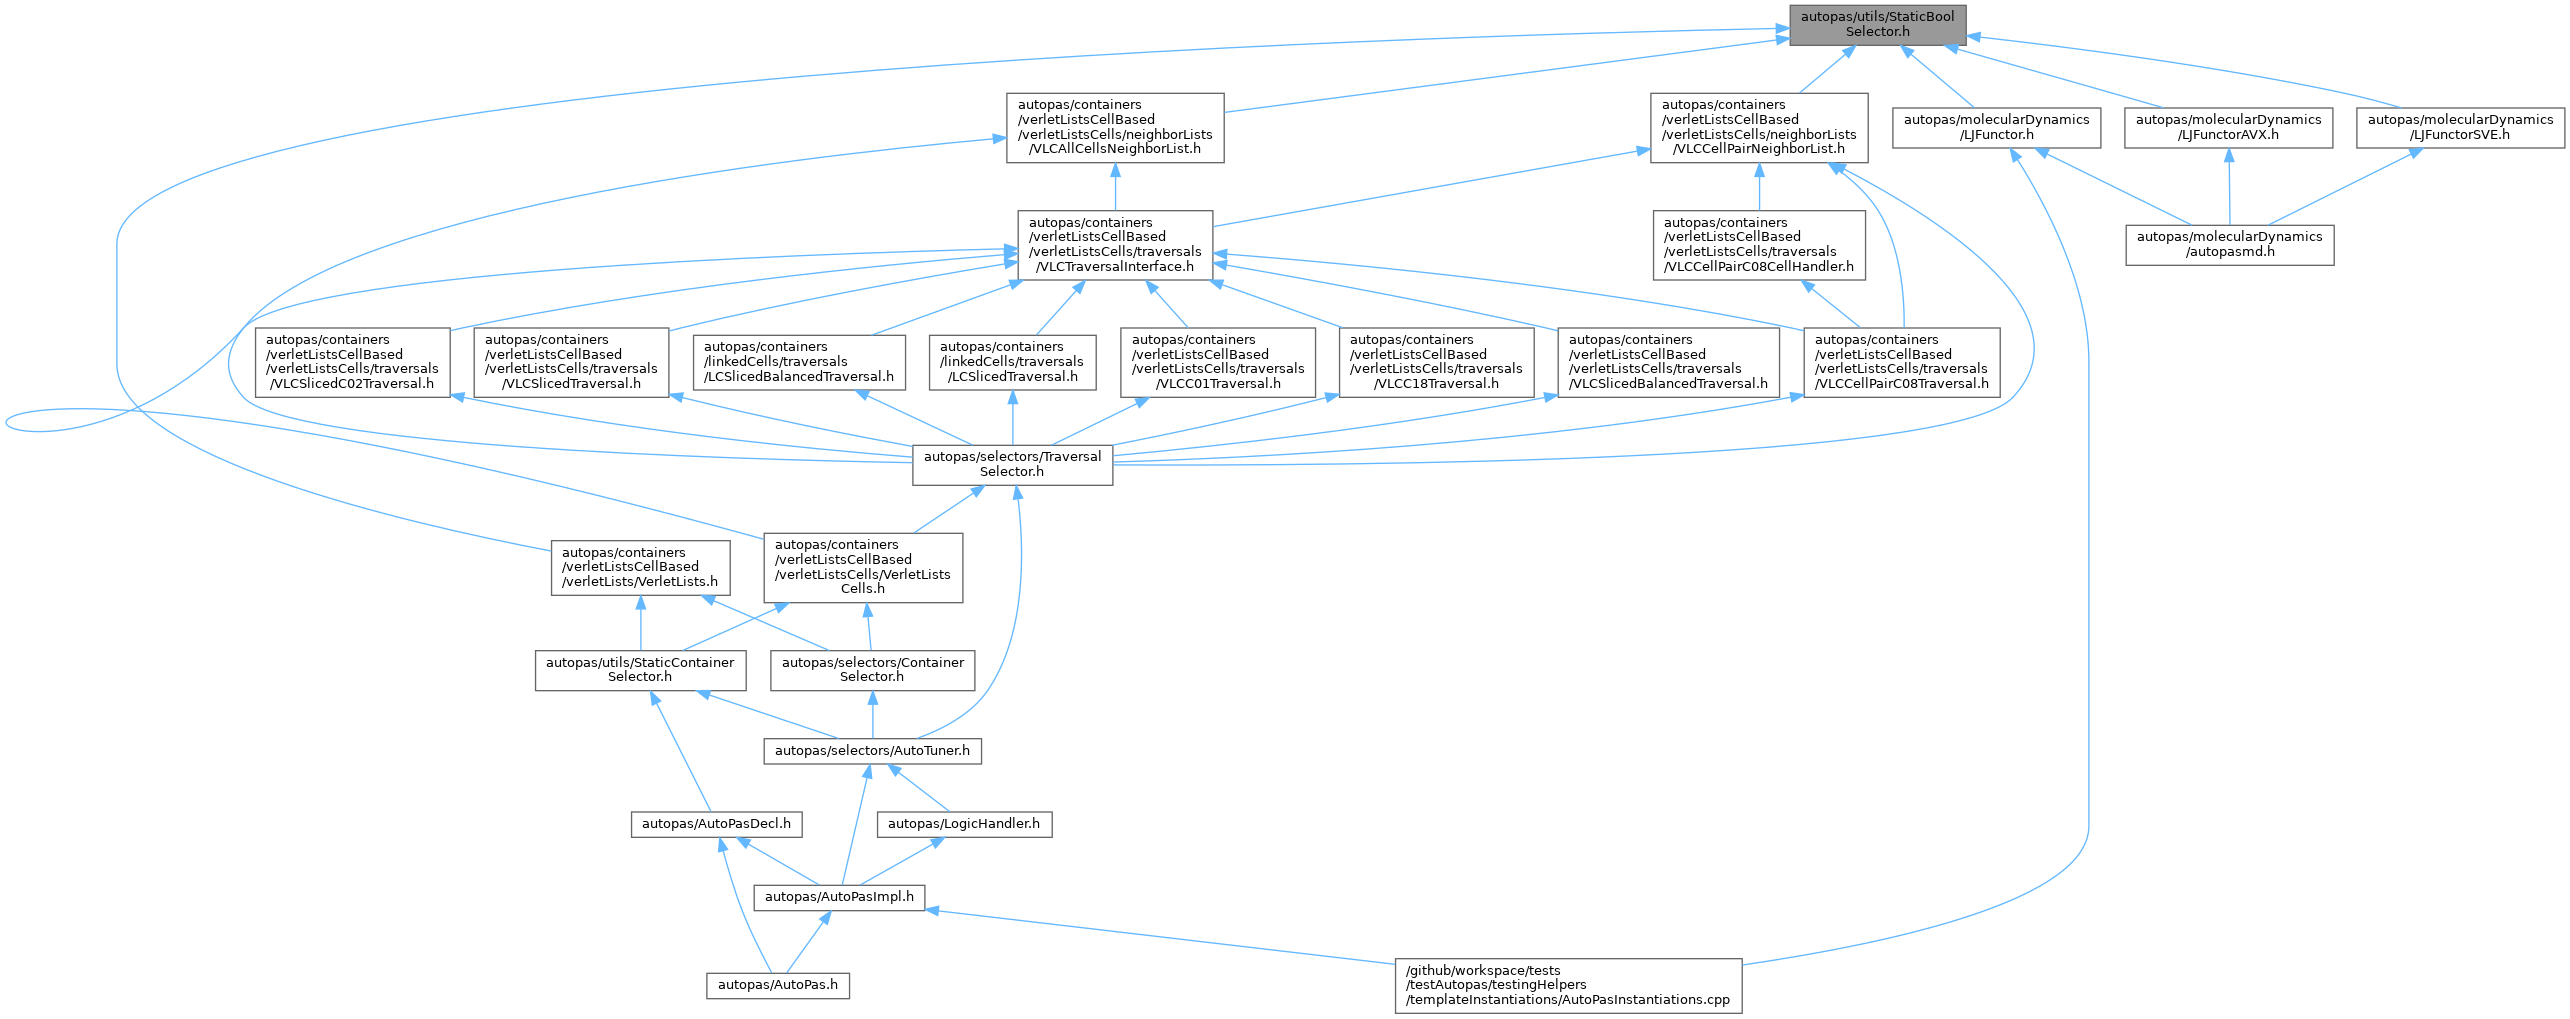 autopas/utils/StaticBool
Selector.h
autopas/containers
/verletListsCellBased
/verletListsCells/neighborLists
/VLCAllCellsNeighborList.h
autopas/containers
/verletListsCellBased
/verletListsCells/neighborLists
/VLCCellPairNeighborList.h
autopas/molecularDynamics
/LJFunctor.h
autopas/molecularDynamics
/LJFunctorAVX.h
autopas/molecularDynamics
/LJFunctorSVE.h
autopas/containers
/verletListsCellBased
/verletListsCells/traversals
/VLCTraversalInterface.h
autopas/containers
/verletListsCellBased
/verletListsCells/traversals
/VLCCellPairC08CellHandler.h
autopas/molecularDynamics
/autopasmd.h
autopas/containers
/verletListsCellBased
/verletListsCells/traversals
/VLCSlicedC02Traversal.h
autopas/containers
/verletListsCellBased
/verletListsCells/traversals
/VLCSlicedTraversal.h
autopas/containers
/linkedCells/traversals
/LCSlicedBalancedTraversal.h
autopas/containers
/linkedCells/traversals
/LCSlicedTraversal.h
autopas/containers
/verletListsCellBased
/verletListsCells/traversals
/VLCC01Traversal.h
autopas/containers
/verletListsCellBased
/verletListsCells/traversals
/VLCC18Traversal.h
autopas/containers
/verletListsCellBased
/verletListsCells/traversals
/VLCSlicedBalancedTraversal.h
autopas/containers
/verletListsCellBased
/verletListsCells/traversals
/VLCCellPairC08Traversal.h
autopas/selectors/Traversal
Selector.h
autopas/containers
/verletListsCellBased
/verletLists/VerletLists.h
autopas/containers
/verletListsCellBased
/verletListsCells/VerletLists
Cells.h
autopas/utils/StaticContainer
Selector.h
autopas/selectors/Container
Selector.h
autopas/selectors/AutoTuner.h
autopas/AutoPasDecl.h
autopas/LogicHandler.h
autopas/AutoPasImpl.h
autopas/AutoPas.h
/github/workspace/tests
/testAutopas/testingHelpers
/templateInstantiations/AutoPasInstantiations.cpp